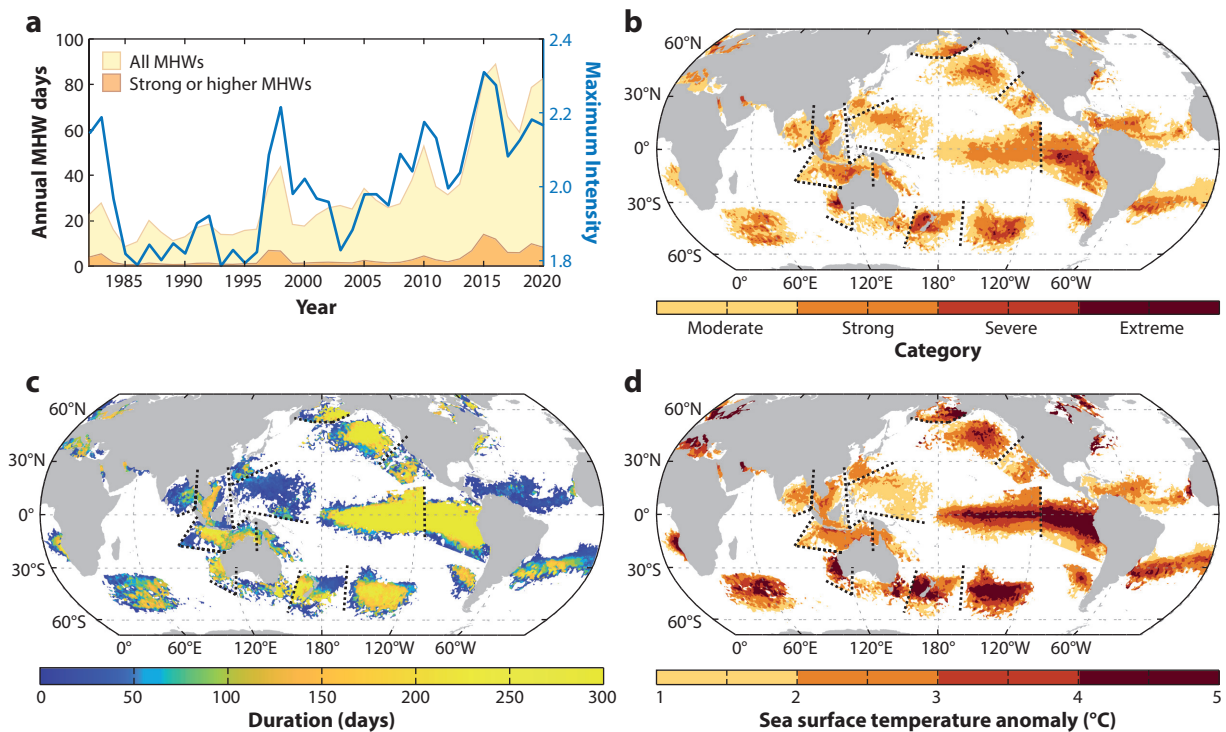 a
100
80
60
40
20
0
Annual MHW days
All MHWs
Strong or higher MHWs
2.4
2.2
2.0
1.8
Maximum Intensity
1985 1990 1995 2000 2005 2010 2015 2020
Year
b
60°N
30°N
0°
30°S
60°S
0° 60°E 120°E 180° 120°W 60°W
Moderate Strong Severe Extreme
Category
c
60°N
30°N
0°
30°S
60°S
0° 60°E 120°E 180° 120°W 60°W
0 50 100 150 200 250 300
Duration (days)
d
60°N
30°N
0°
30°S
60°S
0° 60°E 120°E 180° 120°W 60°W
1 2 3 4 5
Sea surface temperature anomaly (°C)